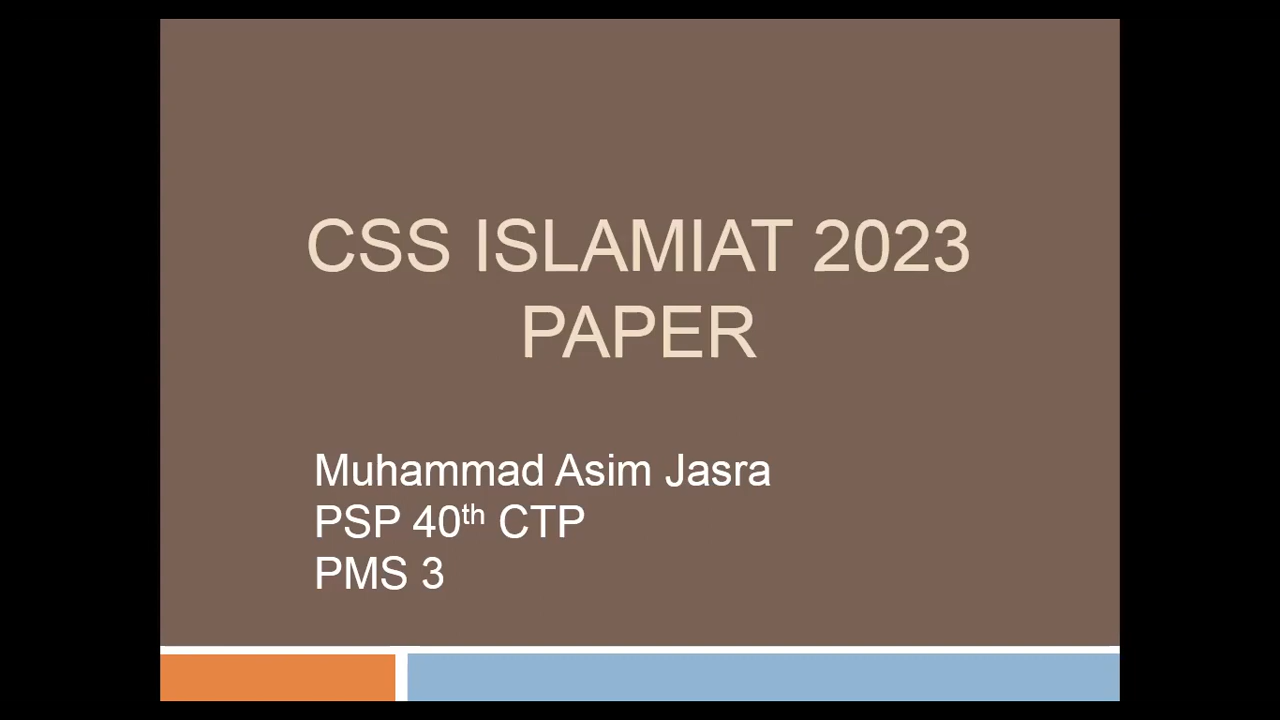 CSS ISLAMIAT 2023
PAPER
Muhammad Asim Jasra
PSP 40th CTP
PMS 3